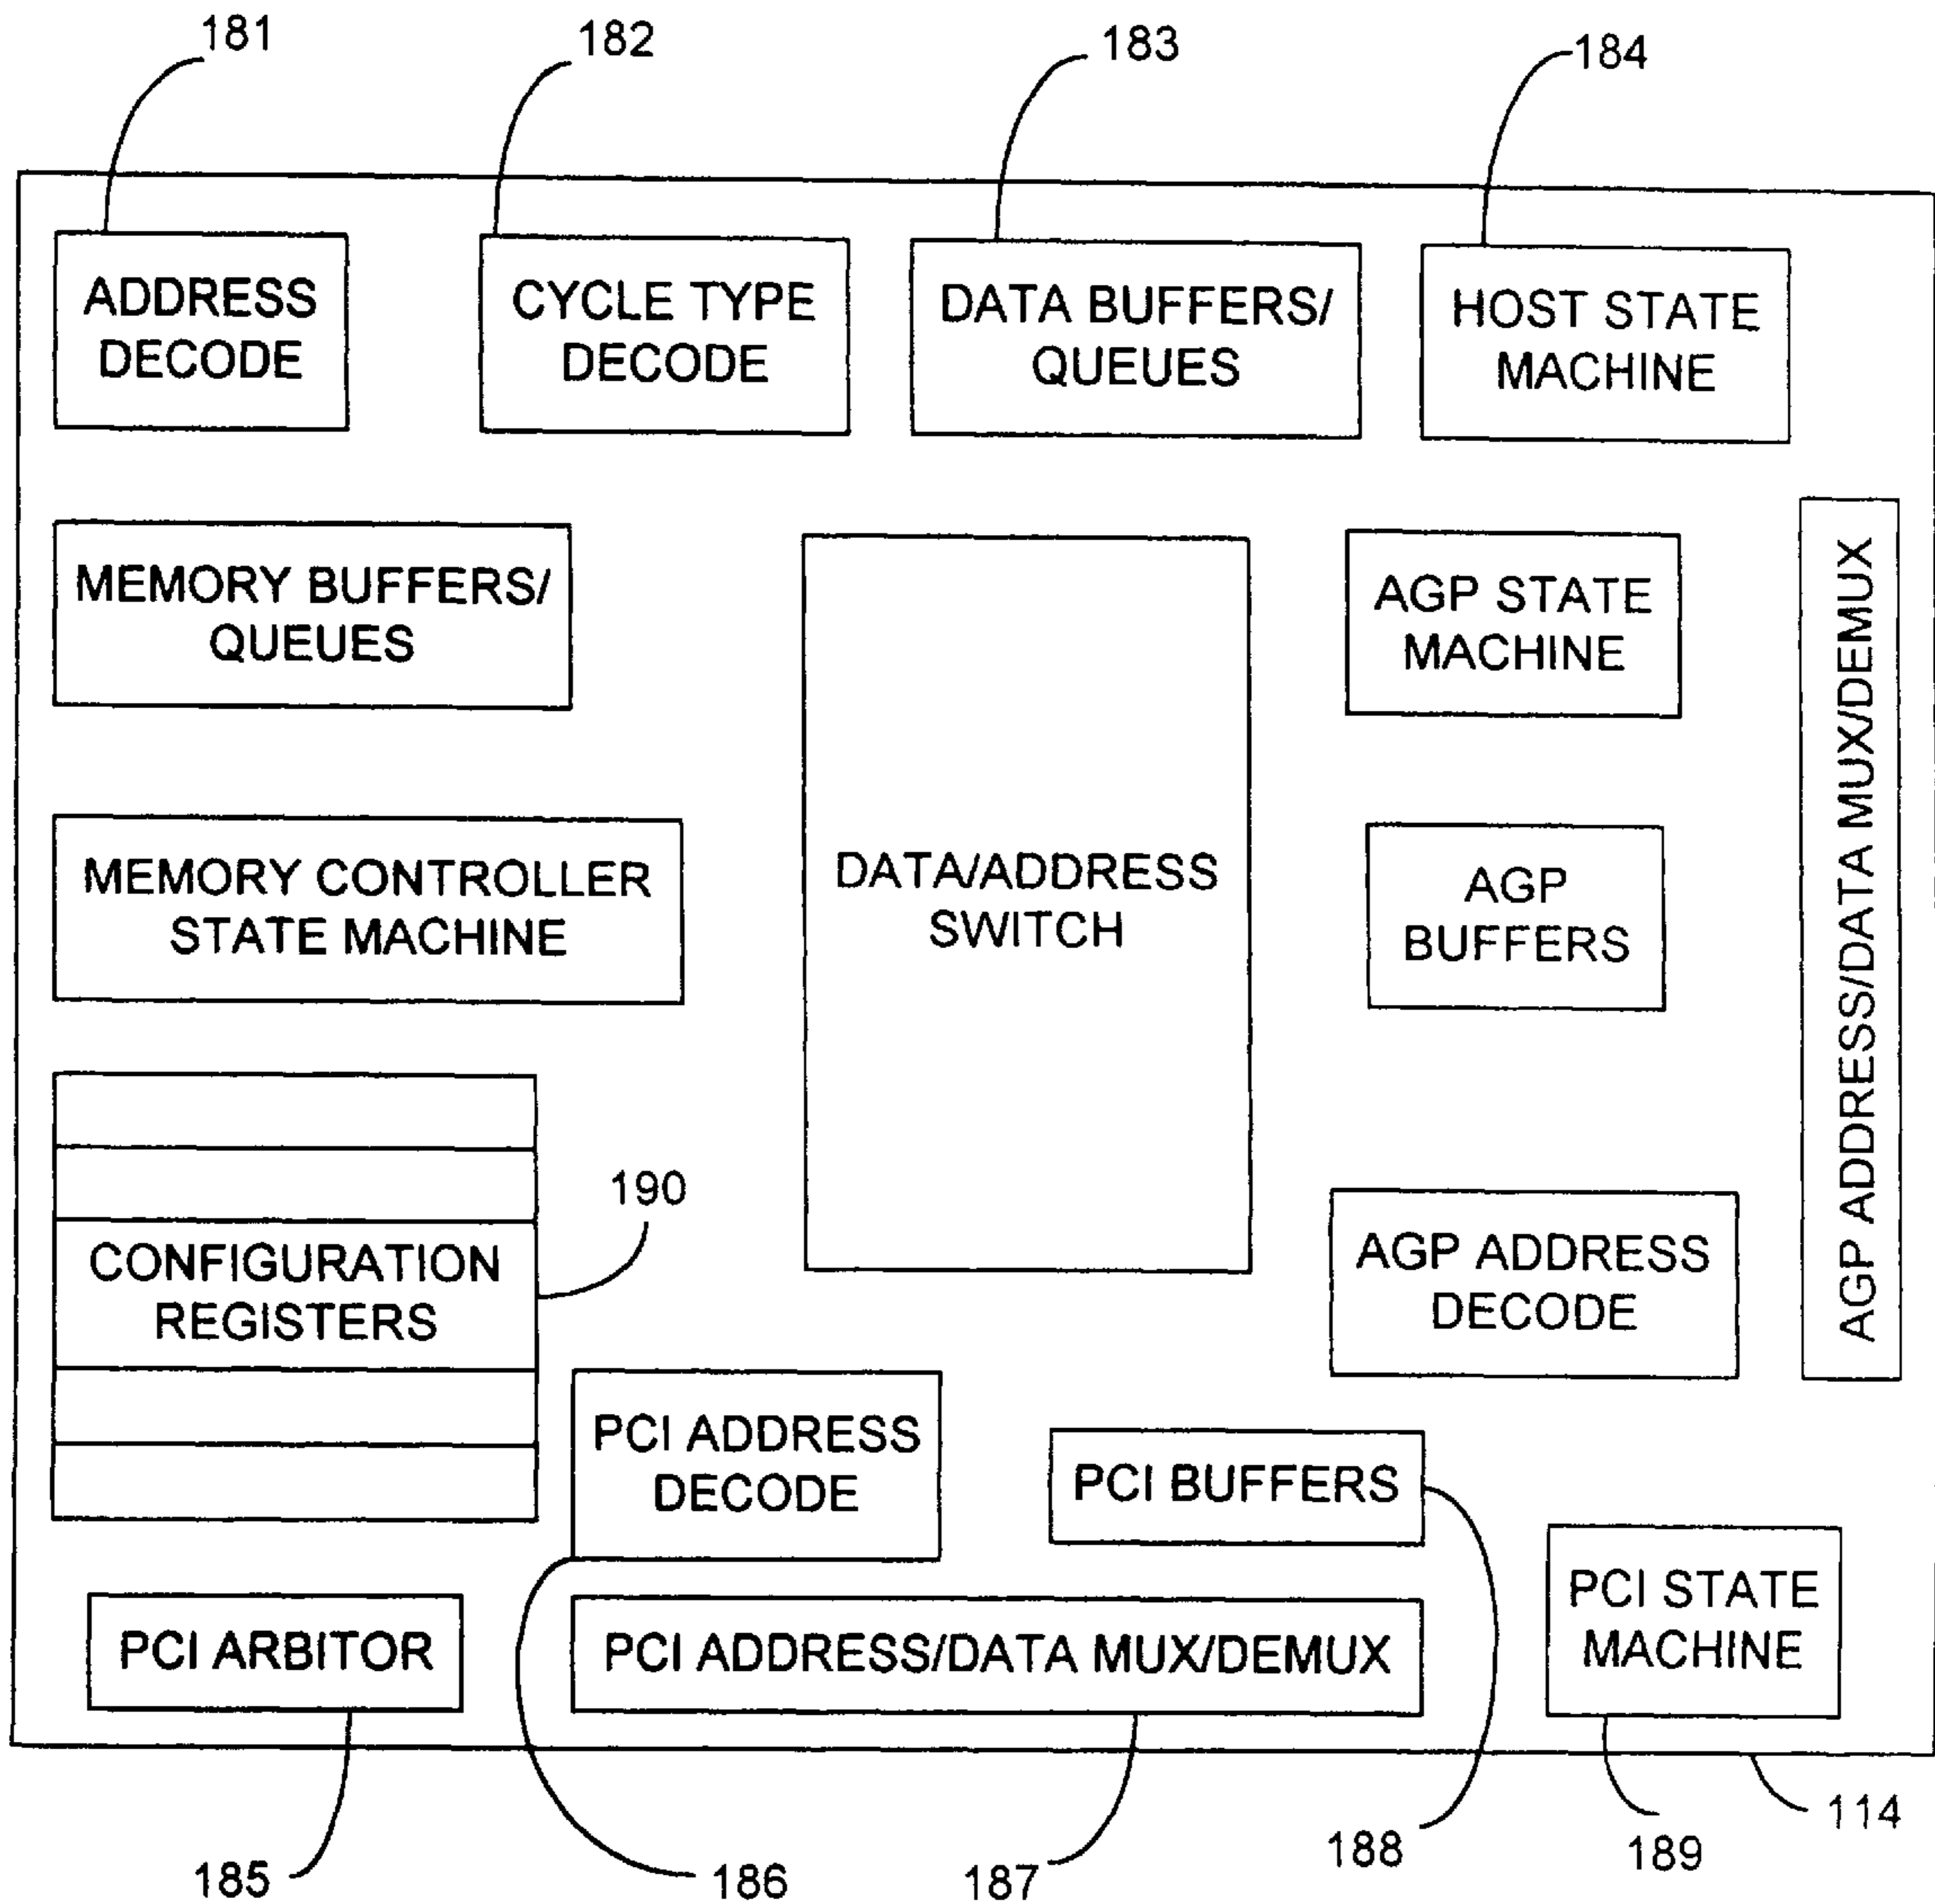 181
182
183
184
ADDRESS
DECODE
CYCLE TYPE
DECODE
DATA BUFFERS/
QUEUES
HOST STATE
MACHINE
MEMORY BUFFERS/
QUEUES
AGP STATE
MACHINE
AGP ADDRESS/DATA MUX/DEMUX
MEMORY CONTROLLER
STATE MACHINE
DATA/ADDRESS
SWITCH
AGP
BUFFERS
190
CONFIGURATION
REGISTERS
AGP ADDRESS
DECODE
PCI ADDRESS
DECODE
PCI BUFFERS
PCI STATE
MACHINE
PCI ARBITOR
PCI ADDRESS/DATA MUX/DEMUX
114
185
186
187
188
189